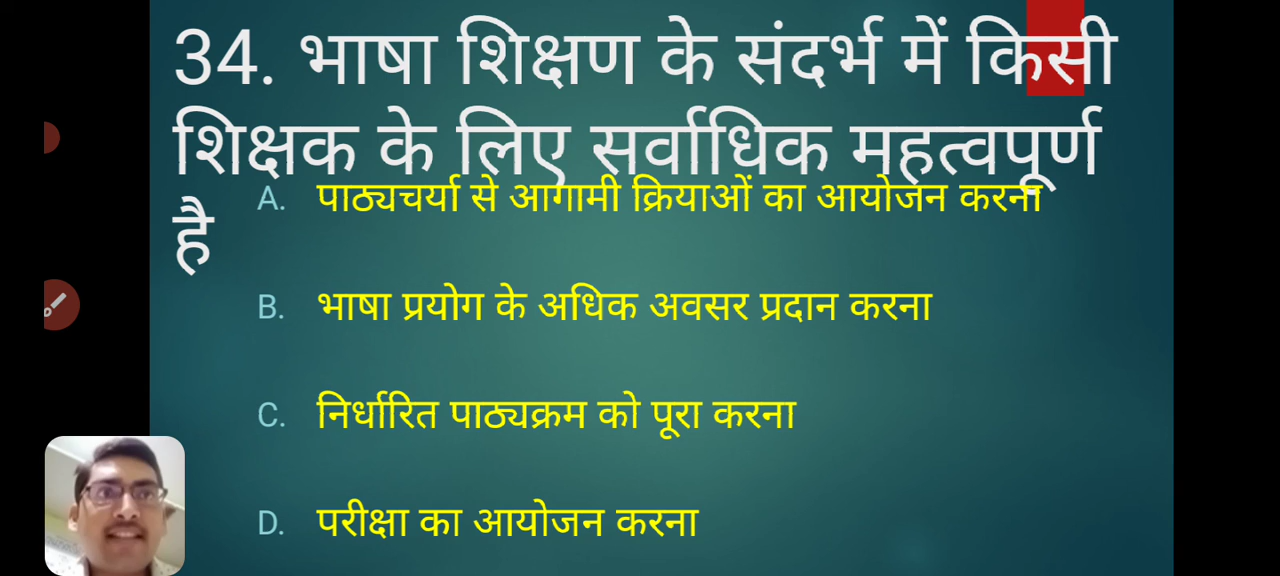 34. भाषा शिक्षण के संदर्भ में किसी
शिक्षक के लिए सर्वाधिक महत्वपूर्ण
है
A. पाठ्यचर्या से आगामी क्रियाओं का आयोजन करना
B. भाषा प्रयोग के अधिक अवसर प्रदान करना
C. निर्धारित पाठ्यक्रम को पूरा करना
D. परीक्षा का आयोजन करना